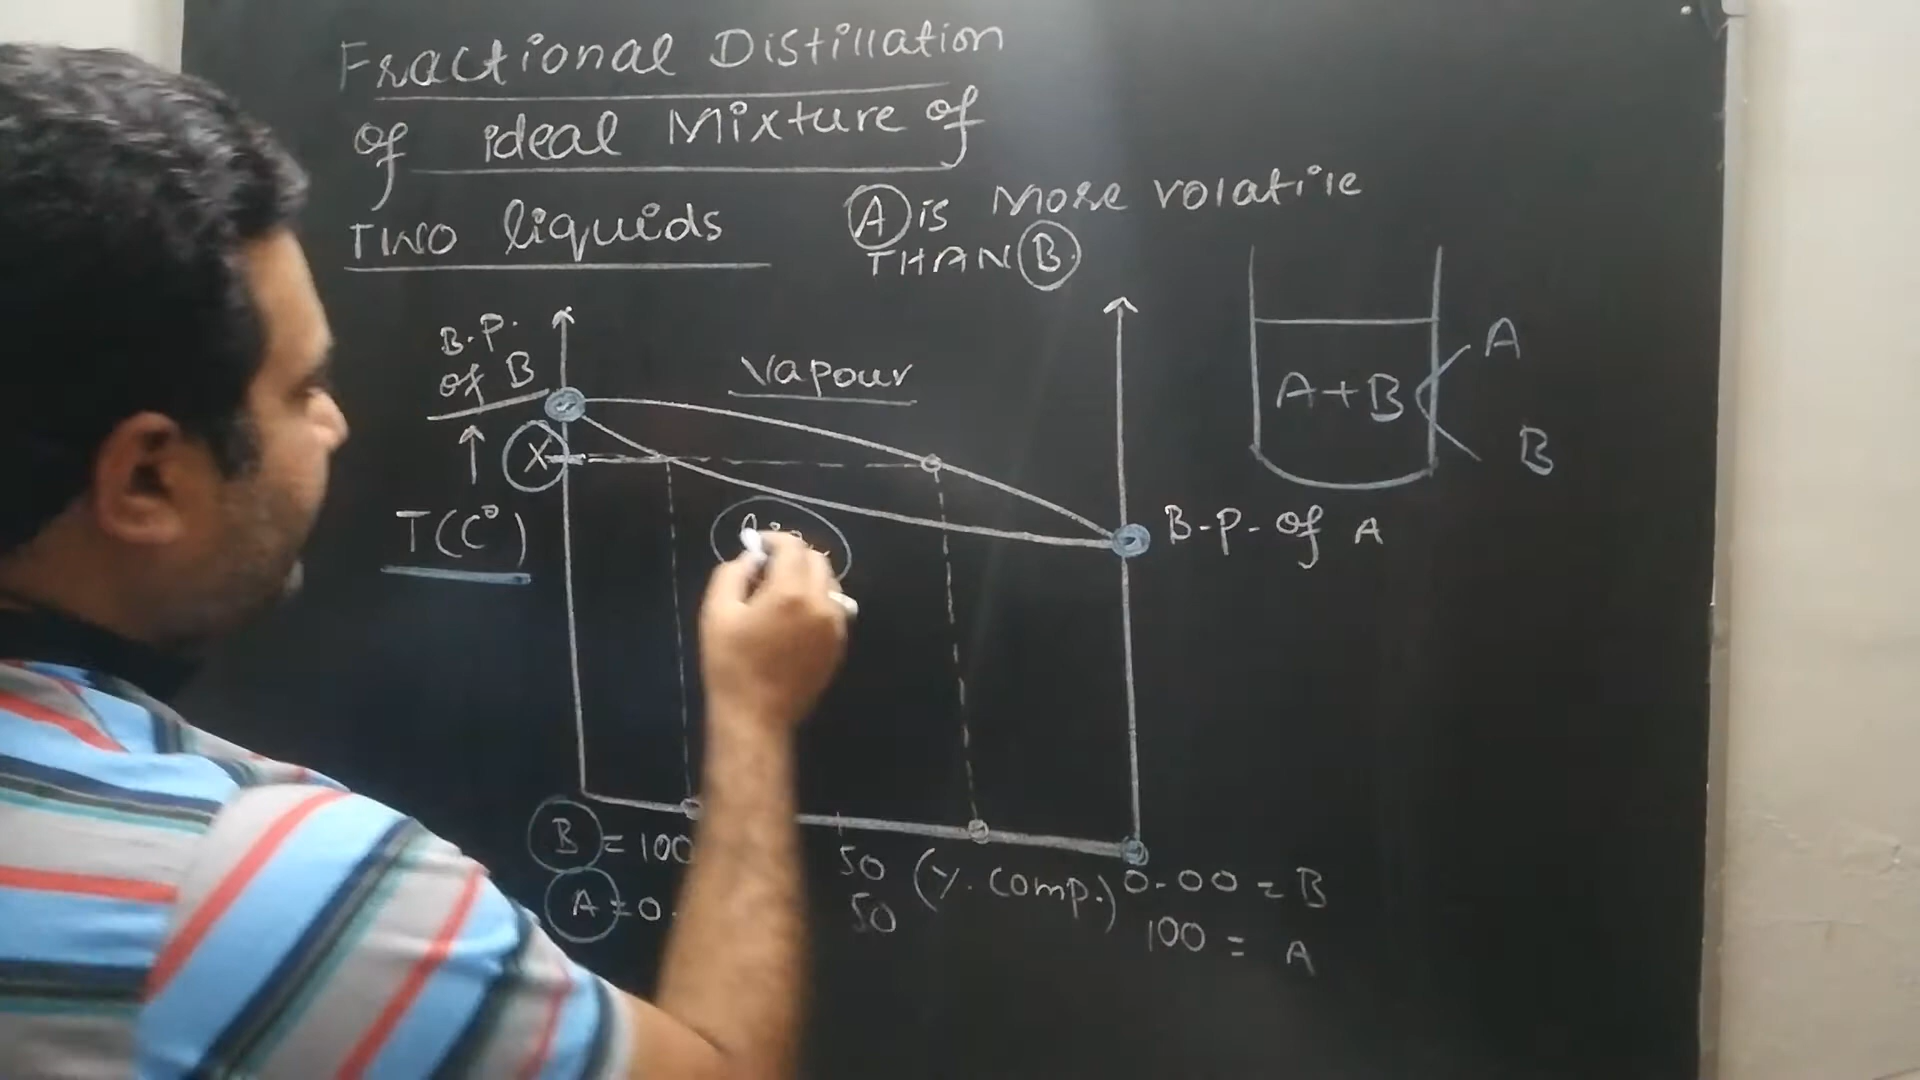 Fractional Distillation
of ideal Mixture of
TWO liquids
A is More volatile
THAN B
B.P.
of B
Vapour
X
T(C°)
A+B
A
B
B-P-of A
B = 100
A = 0.
50 (%. Comp.)
50
0.00 = B
100 = A